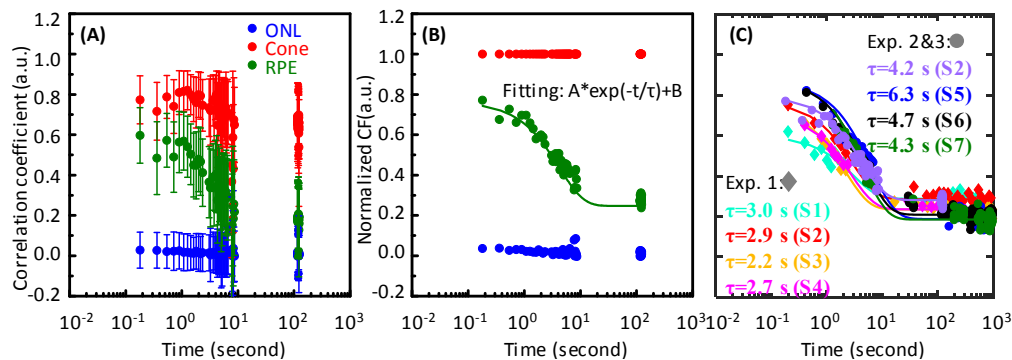 (A)
ONL
Cone
RPE
Correlation coefficient (a.u.)
1.2
1.0
0.8
0.6
0.4
0.2
0.0
-0.2
10⁻² 10⁻¹ 10⁰ 10¹ 10² 10³
Time (second)
(B)
Fitting: A*exp(-t/τ)+B
Normalized CF(a.u.)
1.2
1.0
0.8
0.6
0.4
0.2
0.0
-0.2
10⁻² 10⁻¹ 10⁰ 10¹ 10² 10³
Time (second)
(C)
Exp. 2&3:
τ=4.2 s (S2)
τ=6.3 s (S5)
τ=4.7 s (S6)
τ=4.3 s (S7)
Exp. 1:
τ=3.0 s (S1)
τ=2.9 s (S2)
τ=2.2 s (S3)
τ=2.7 s (S4)
10⁻² 10⁻¹ 10⁰ 10¹ 10² 10³
Time (second)